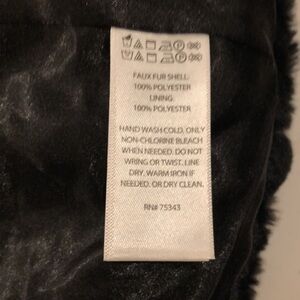 FAUX FUR SHELL:
100% POLYESTER
LINING:
100% POLYESTER
HAND WASH COLD, ONLY
NON-CHLORINE BLEACH
WHEN NEEDED. DO NOT
WRING OR TWIST. LINE
DRY, WARM IRON IF
NEEDED. OR DRY CLEAN.
RN# 75343